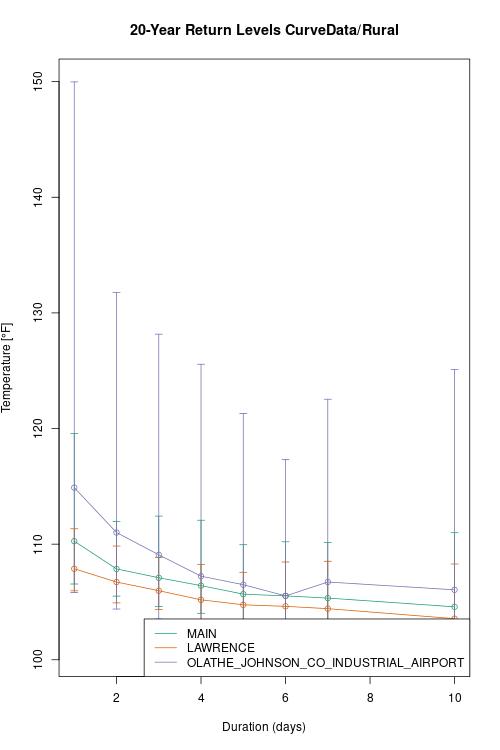 20-Year Return Levels CurveData/Rural
Temperature [°F]
150
140
130
120
110
100
MAIN
LAWRENCE
OLATHE_JOHNSON_CO_INDUSTRIAL_AIRPORT
2 4 6 8 10
Duration (days)